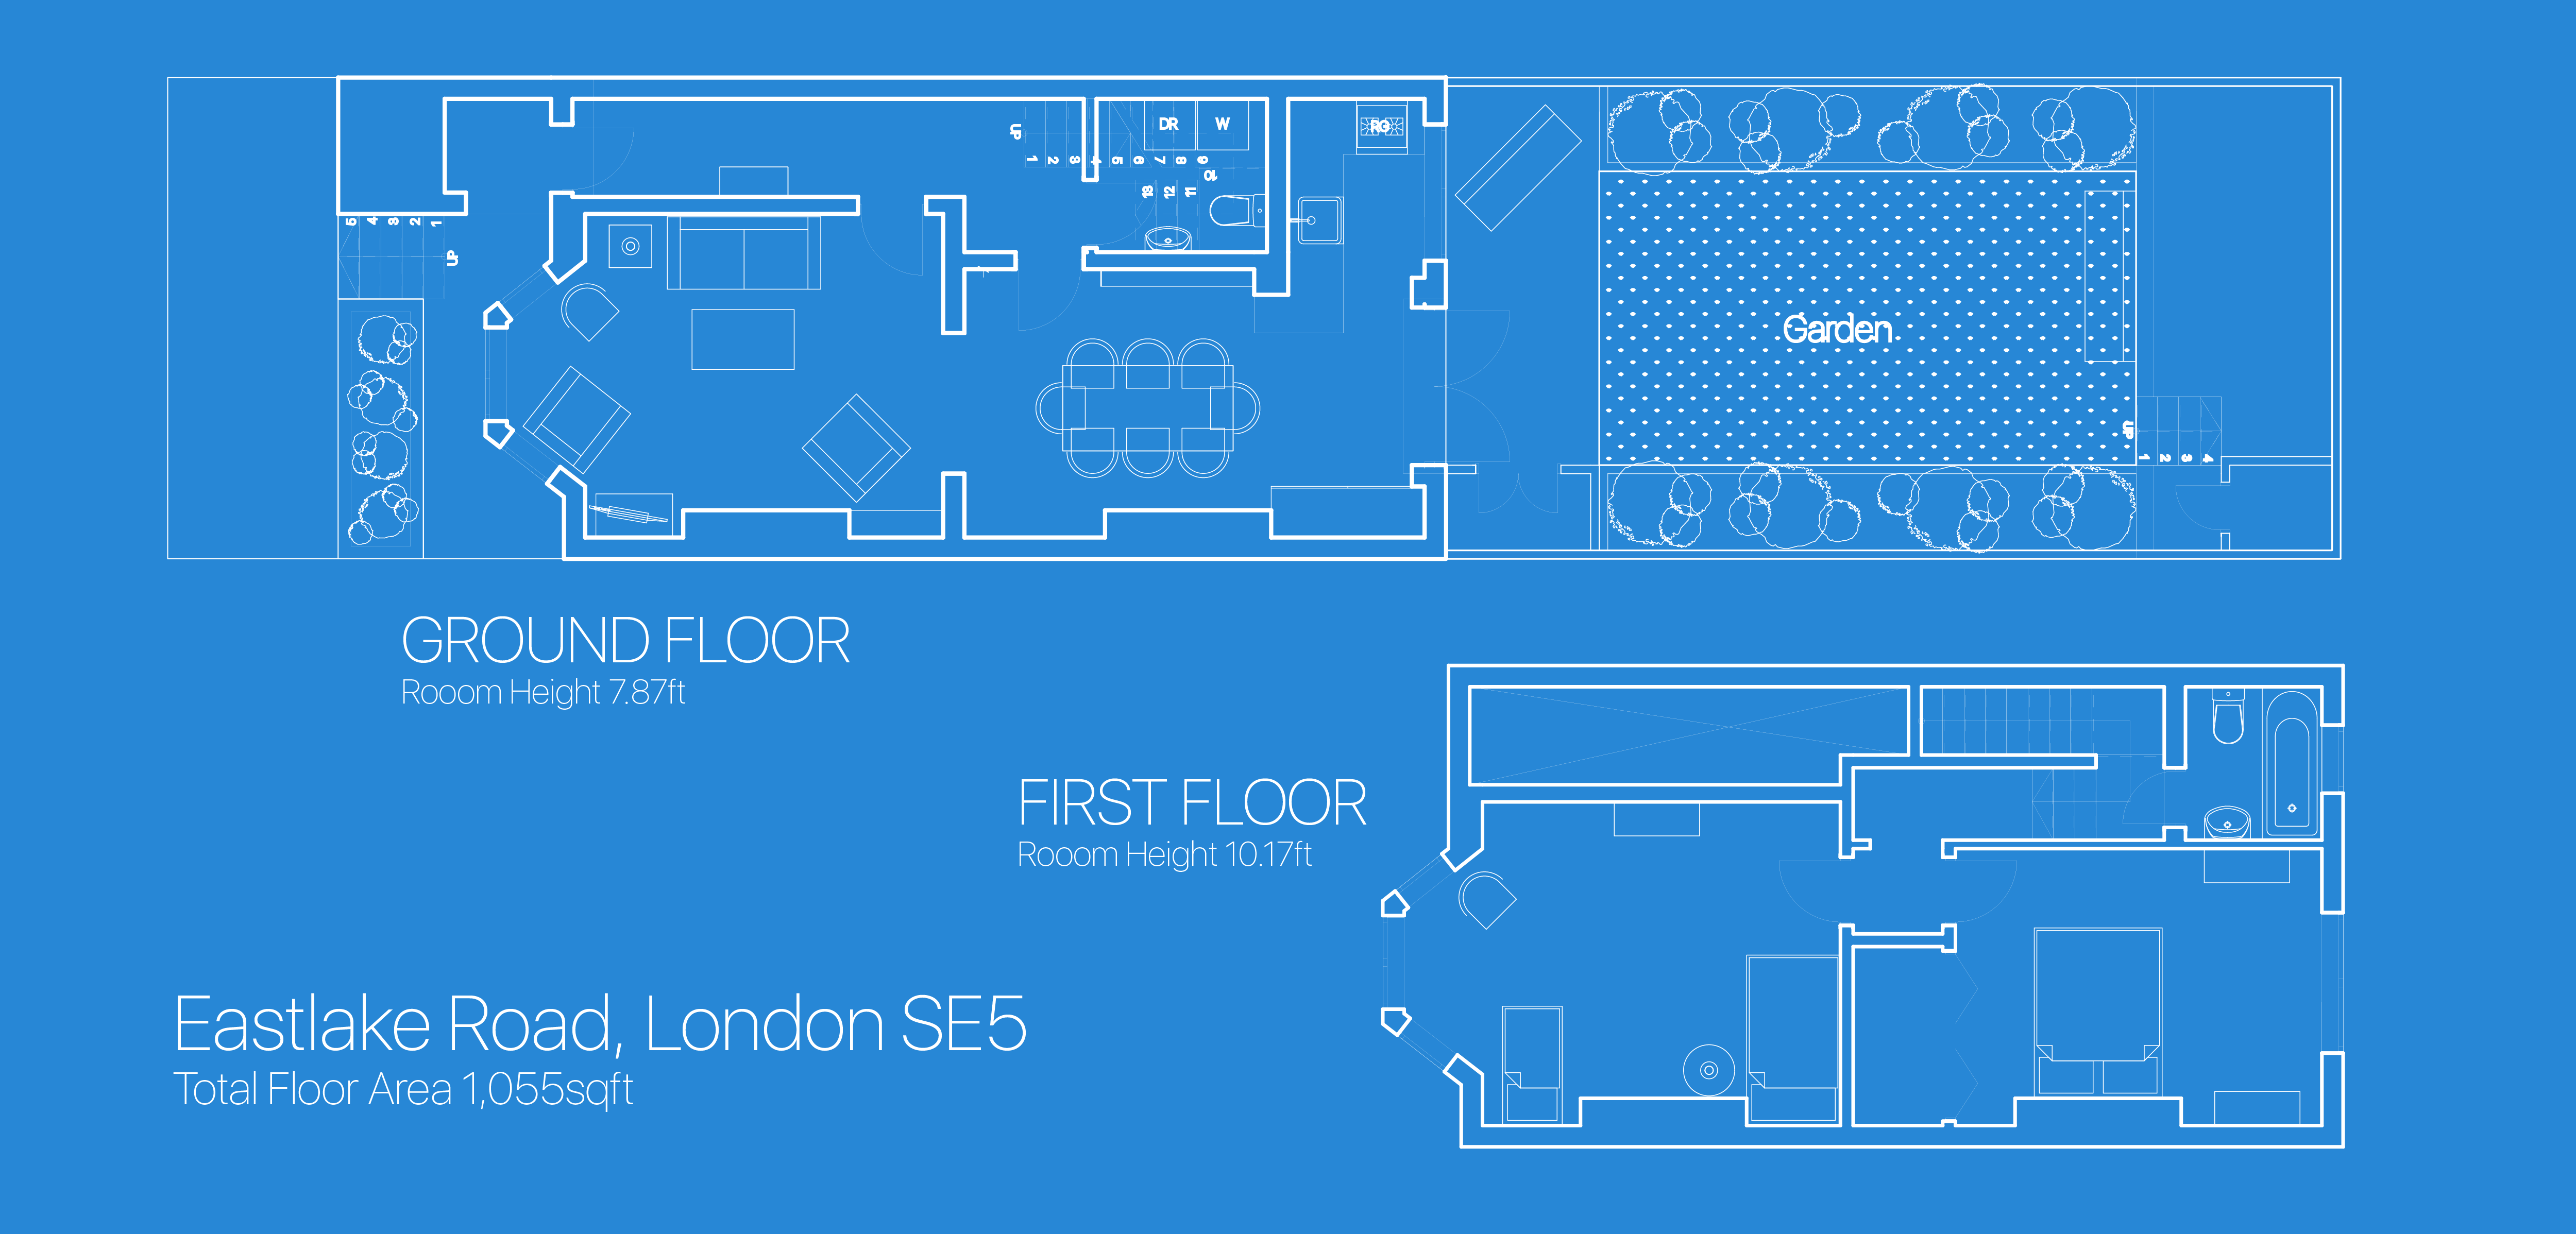 UP
1 2 3 4 5 6 7 8 9
10
13 12 11
DR W
RG
5 4 3 2 1
UP
Garden
UP
1 2 3 4
GROUND FLOOR
Rooom Height 7.87ft
FIRST FLOOR
Rooom Height 10.17ft
Eastlake Road, London SE5
Total Floor Area 1,055sqft